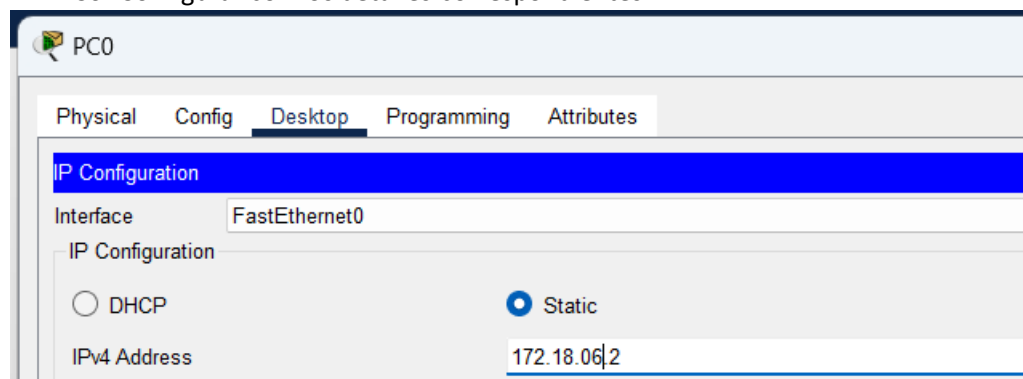 PC0
Physical Config Desktop Programming Attributes
IP Configuration
Interface FastEthernet0
IP Configuration
DHCP Static
IPv4 Address 172.18.06.2